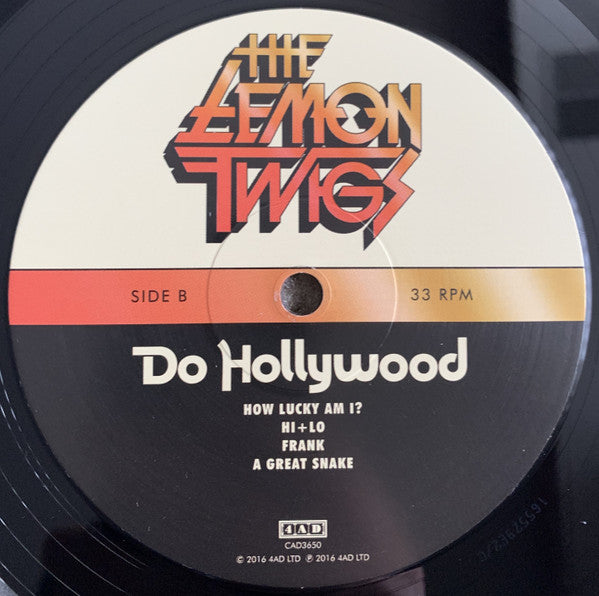 THE
LEMON
TWIGS
SIDE B 33 RPM
Do Hollywood
HOW LUCKY AM I?
HI+LO
FRANK
A GREAT SNAKE
4AD
CAD3650
© 2016 4AD LTD ℗ 2016 4AD LTD